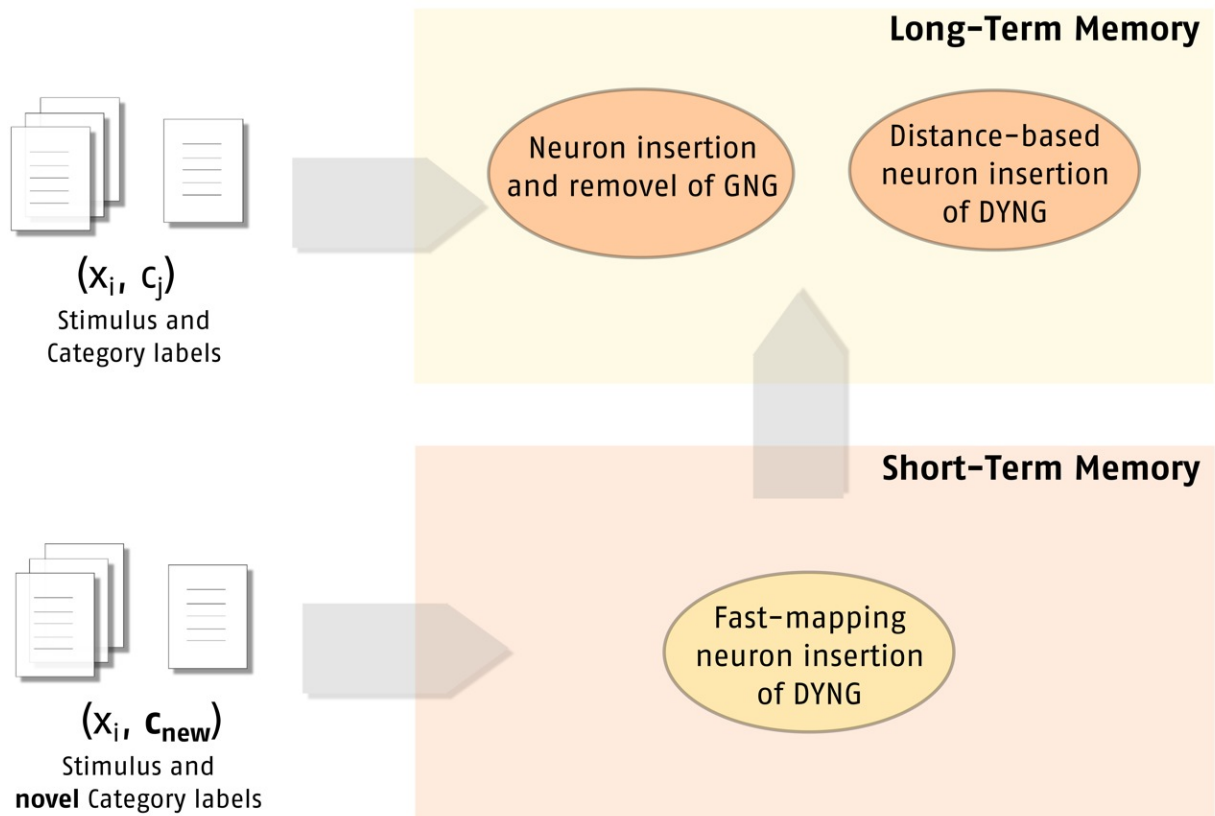 Long-Term Memory
Neuron insertion
and removel of GNG
Distance-based
neuron insertion
of DYNG
(xi, cj)
Stimulus and
Category labels
Short-Term Memory
Fast-mapping
neuron insertion
of DYNG
(xi, cnew)
Stimulus and
novel Category labels